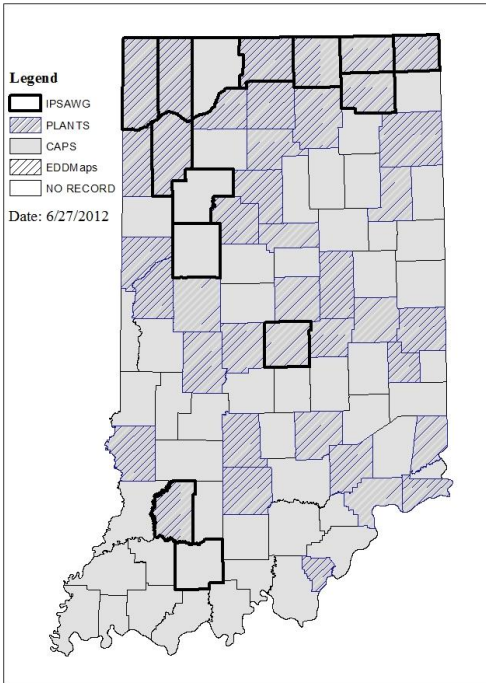 Legend
IPSAWG
PLANTS
CAPS
EDDMaps
NO RECORD
Date: 6/27/2012